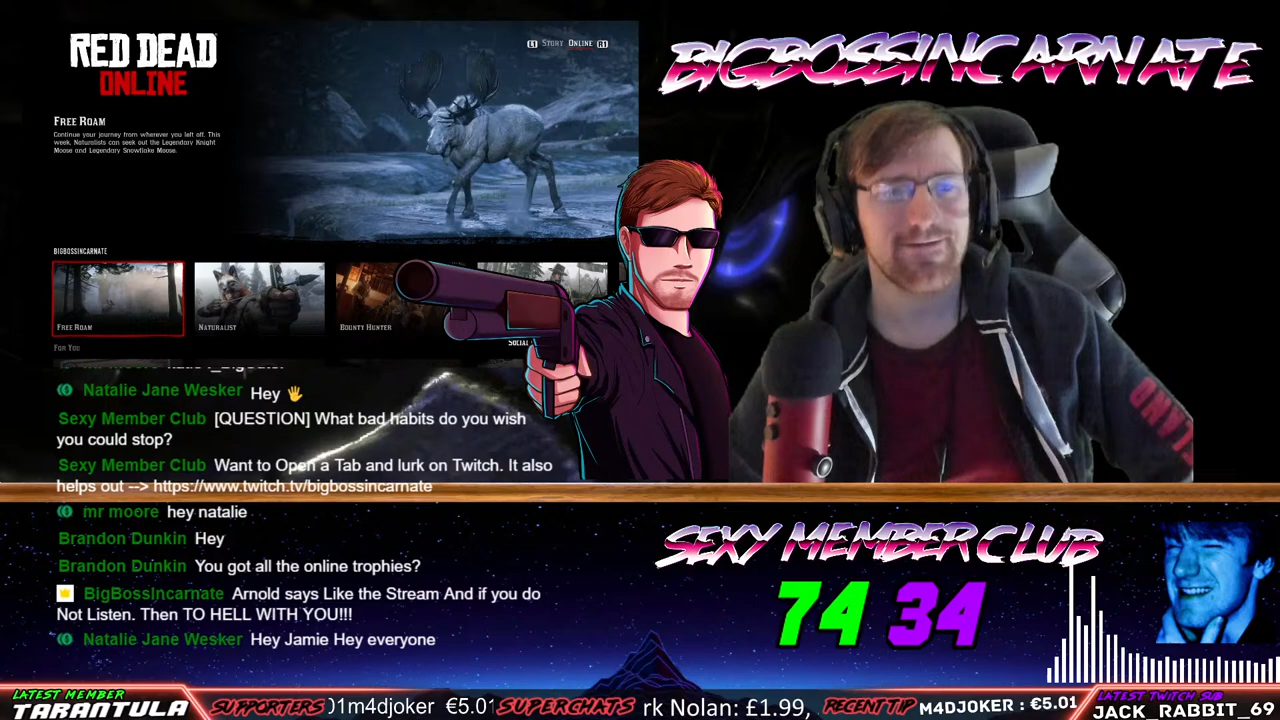 RED DEAD
ONLINE
L1 STORY ONLINE R1
FREE ROAM
Continue your journey from wherever you left off. This
week, Naturalists can seek out the Legendary Knight
Moose and Legendary Snowflake Moose.
BIGBOSSINCARNATE
FREE ROAM
NATURALIST
BOUNTY HUNTER
SOCIAL
FOR YOU
BIGBOSSINCARNATE
Natalie Jane Wesker Hey 🖐
Sexy Member Club [QUESTION] What bad habits do you wish
you could stop?
Sexy Member Club Want to Open a Tab and lurk on Twitch. It also
helps out --> https://www.twitch.tv/bigbossincarnate
mr moore hey natalie
Brandon Dunkin Hey
Brandon Dunkin You got all the online trophies?
BigBossIncarnate Arnold says Like the Stream And if you do
Not Listen. Then TO HELL WITH YOU!!!
Natalie Jane Wesker Hey Jamie Hey everyone
SEXY MEMBER CLUB
74 34
LATEST MEMBER
TARANTULA
SUPPORTERS
01m4djoker €5.01
SUPERCHATS
rk Nolan: £1.99,
RECENT TIP
M4DJOKER : €5.01
LATEST TWITCH SUB
JACK_RABBIT_69